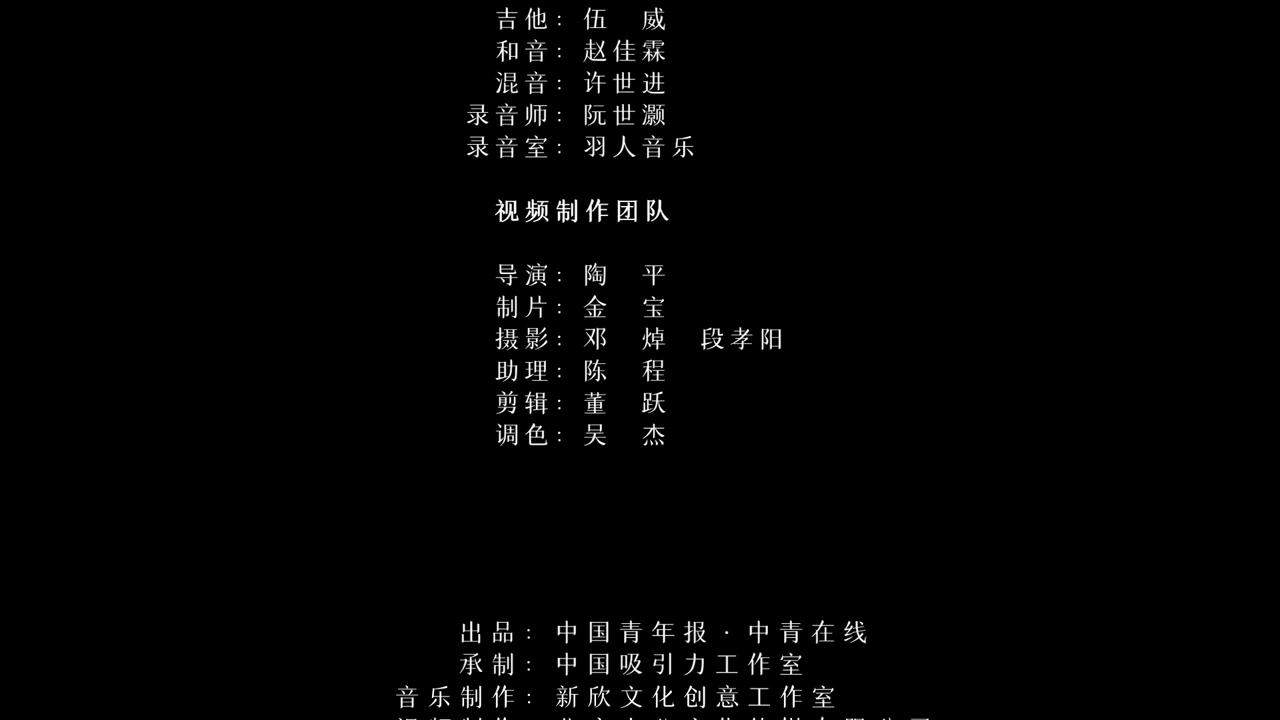 吉他：伍　威
和音：赵佳霖
混音：许世进
录音师：阮世灏
录音室：羽人音乐
视频制作团队
导演：陶　平
制片：金　宝
摄影：邓　焯　段孝阳
助理：陈　程
剪辑：董　跃
调色：吴　杰
出品：中国青年报·中青在线
承制：中国吸引力工作室
音乐制作：新欣文化创意工作室